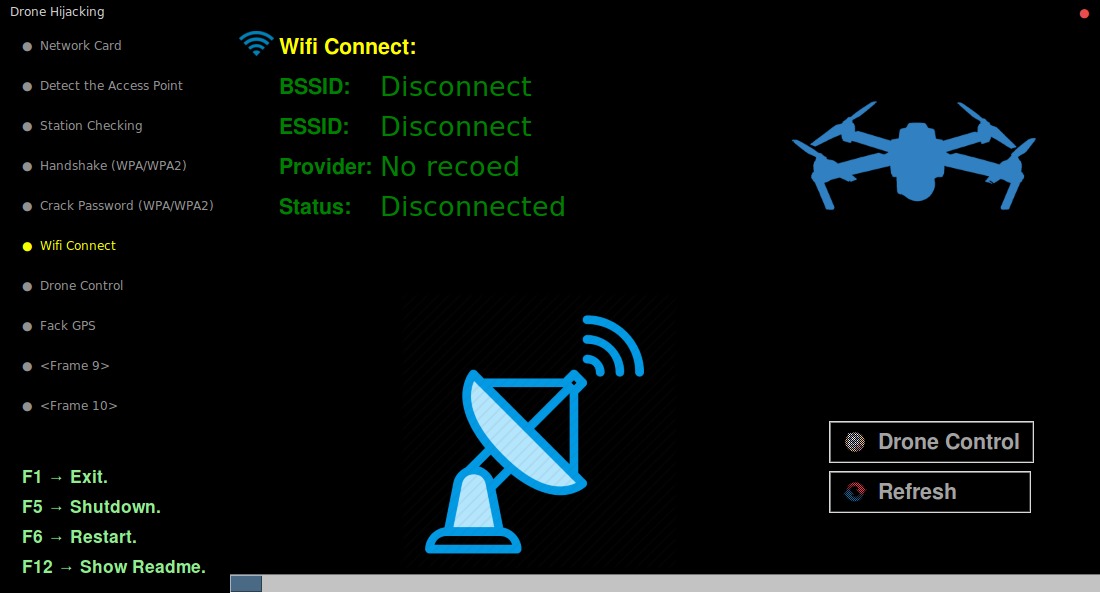 Drone Hijacking
Network Card
Detect the Access Point
Station Checking
Handshake (WPA/WPA2)
Crack Password (WPA/WPA2)
Wifi Connect
Drone Control
Fack GPS
<Frame 9>
<Frame 10>
F1 → Exit.
F5 → Shutdown.
F6 → Restart.
F12 → Show Readme.
Wifi Connect:
BSSID: Disconnect
ESSID: Disconnect
Provider: No recoed
Status: Disconnected
Drone Control
Refresh